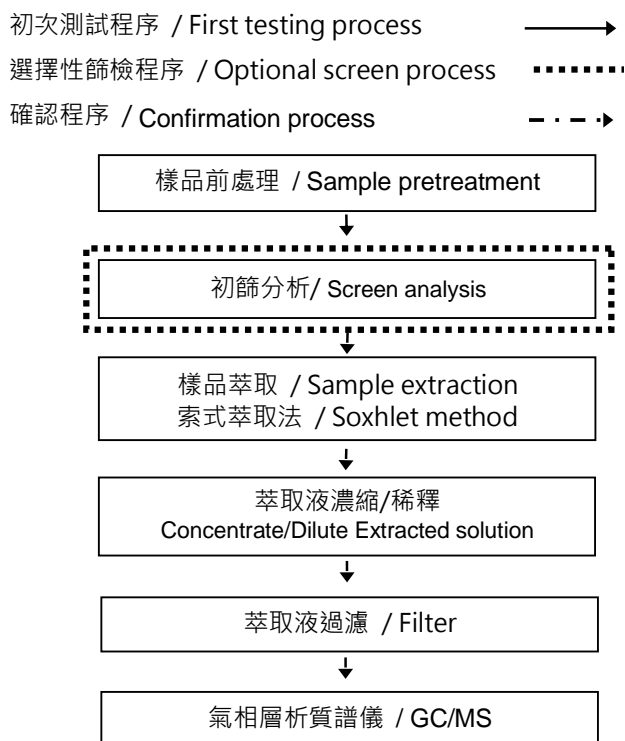 初次測試程序 / First testing process
選擇性篩檢程序 / Optional screen process
確認程序 / Confirmation process
樣品前處理 / Sample pretreatment
初篩分析/ Screen analysis
樣品萃取 / Sample extraction
索式萃取法 / Soxhlet method
萃取液濃縮/稀釋
Concentrate/Dilute Extracted solution
萃取液過濾 / Filter
氣相層析質譜儀 / GC/MS